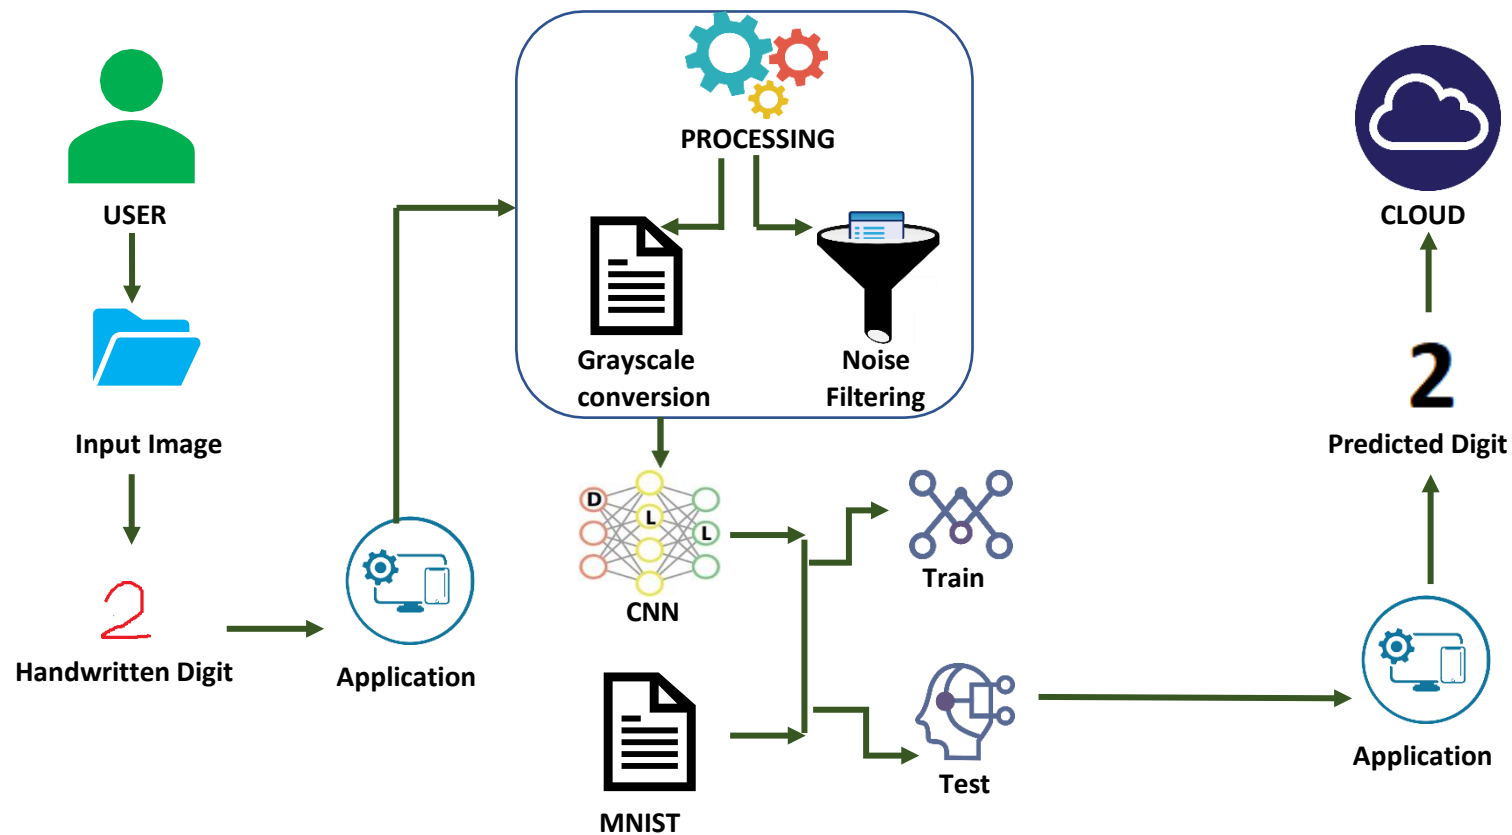 USER
Input Image
2
Handwritten Digit
Application
PROCESSING
Grayscale
conversion
Noise
Filtering
D
L
L
CNN
MNIST
Train
Test
Application
2
Predicted Digit
CLOUD